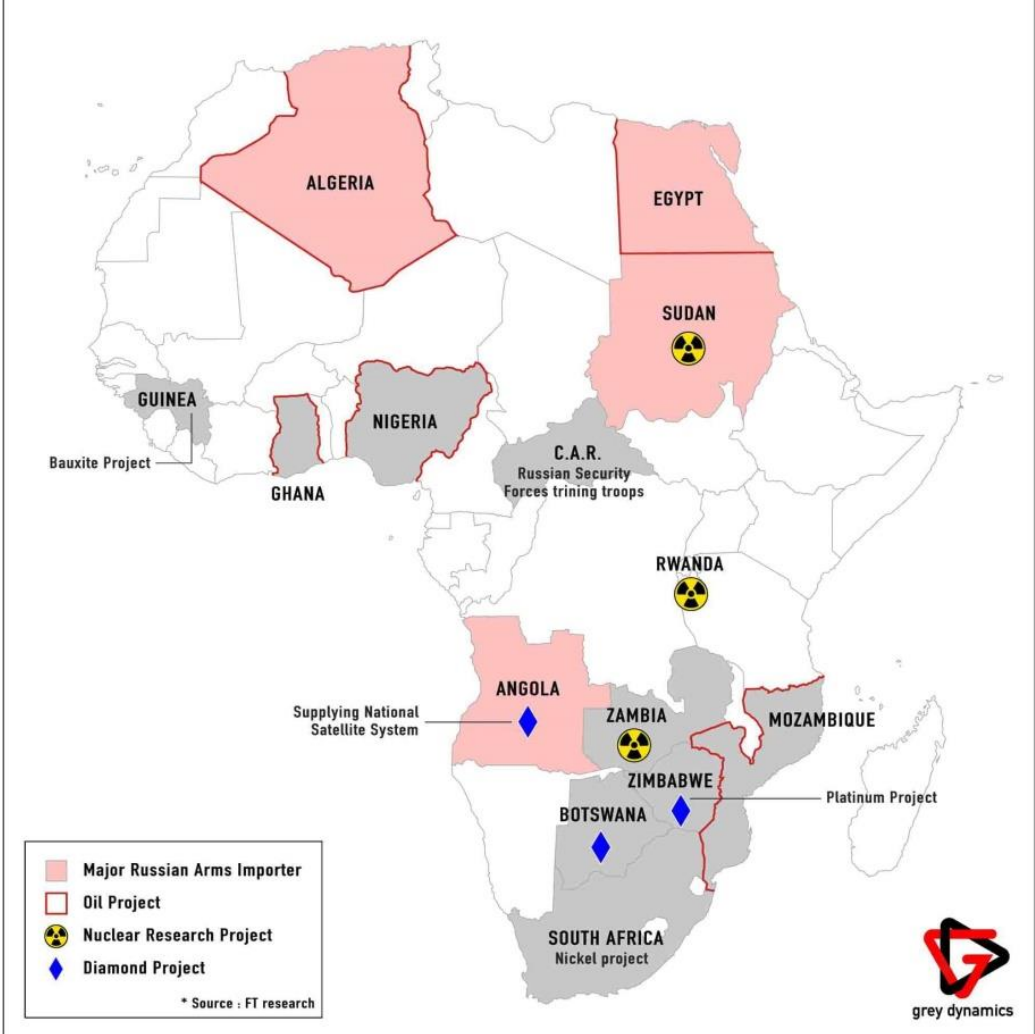 ALGERIA
EGYPT
SUDAN
GUINEA
NIGERIA
Bauxite Project
C.A.R.
Russian Security
Forces trining troops
GHANA
RWANDA
ANGOLA
Supplying National
Satellite System
ZAMBIA
MOZAMBIQUE
ZIMBABWE
Platinum Project
BOTSWANA
SOUTH AFRICA
Nickel project
Major Russian Arms Importer
Oil Project
Nuclear Research Project
Diamond Project
* Source : FT research
grey dynamics